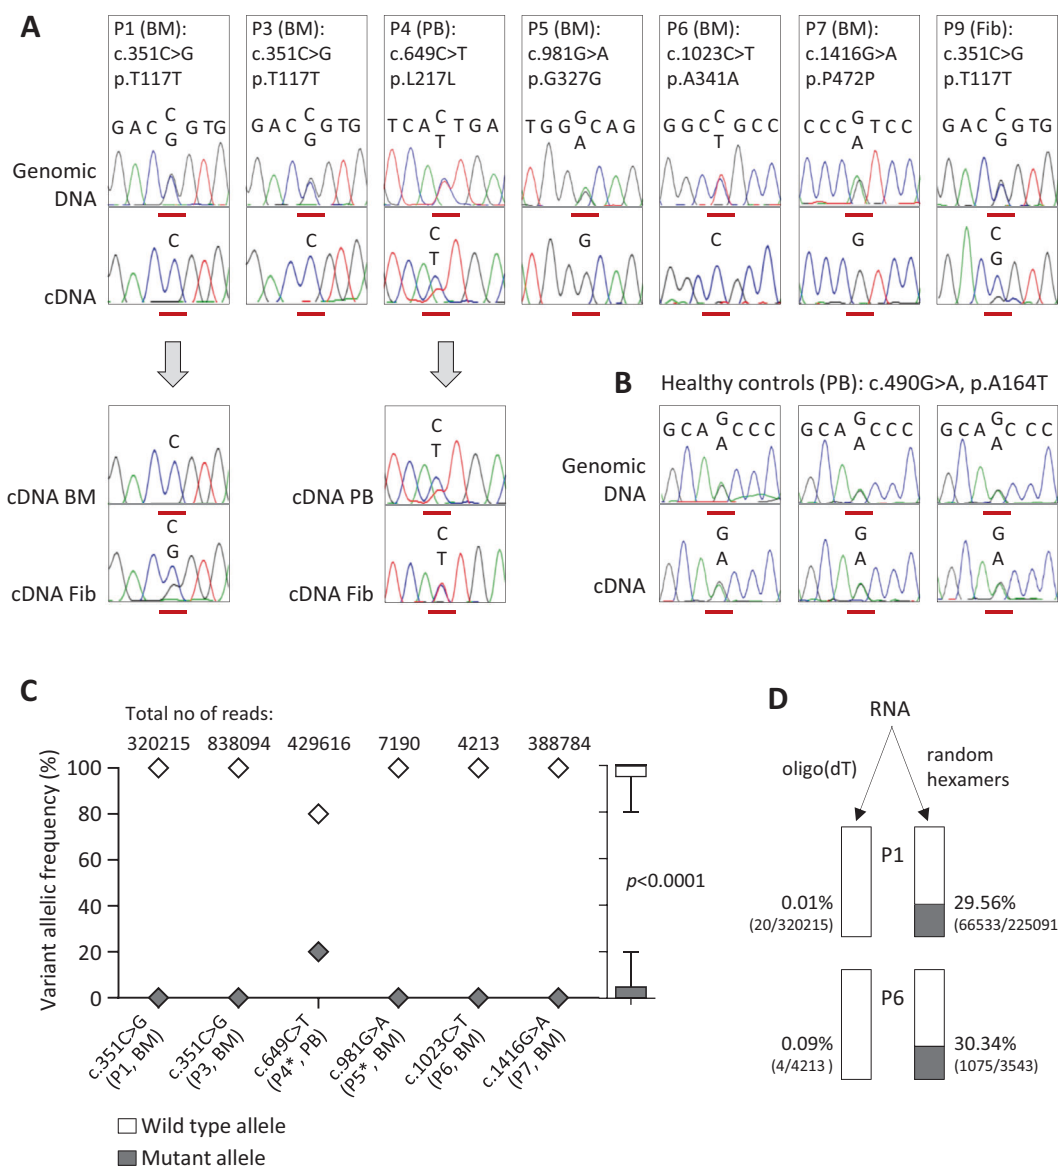 A
P1 (BM):
c.351C>G
p.T117T
P3 (BM):
c.351C>G
p.T117T
P4 (PB):
c.649C>T
p.L217L
P5 (BM):
c.981G>A
p.G327G
P6 (BM):
c.1023C>T
p.A341A
P7 (BM):
c.1416G>A
p.P472P
P9 (Fib):
c.351C>G
p.T117T
Genomic
DNA
G A C C G G TG
G A C C G G TG
T C A C T T G A
T G G G A C A G
G G C C T G C C
C C C G A T C C
G A C C G G TG
cDNA
C
C
C
T
G
C
G
C
G
cDNA BM
C
cDNA Fib
C
G
cDNA PB
C
T
cDNA Fib
C
T
B
Healthy controls (PB): c.490G>A, p.A164T
Genomic
DNA
G C A G A C C C
G C A G A C C C
G C A G A C C C
cDNA
G
A
G
A
G
A
C
Total no of reads:
320215 838094 429616 7190 4213 388784
Variant allelic frequency (%)
100
80
60
40
20
0
p<0.0001
c.351C>G
(P1, BM)
c.351C>G
(P3, BM)
c.649C>T
(P4*, PB)
c.981G>A
(P5*, BM)
c.1023C>T
(P6, BM)
c.1416G>A
(P7, BM)
Wild type allele
Mutant allele
D
RNA
oligo(dT)
random
hexamers
P1
0.01%
(20/320215)
29.56%
(66533/225091
P6
0.09%
(4/4213 )
30.34%
(1075/3543)